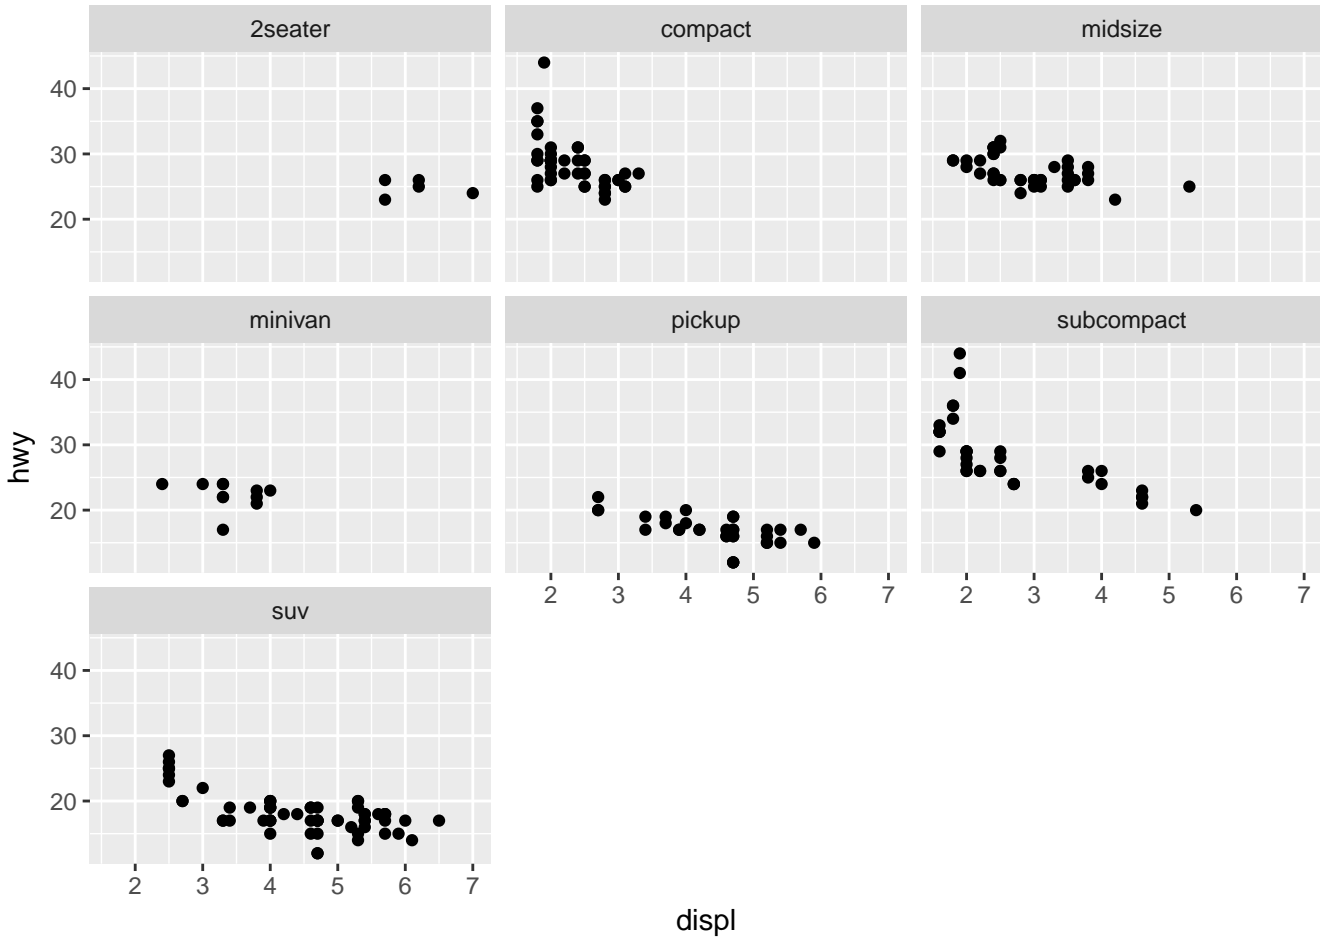 2seater compact midsize
40
30
20
minivan pickup subcompact
40
30
20
hwy
2 3 4 5 6 7 2 3 4 5 6 7
suv
40
30
20
2 3 4 5 6 7
displ